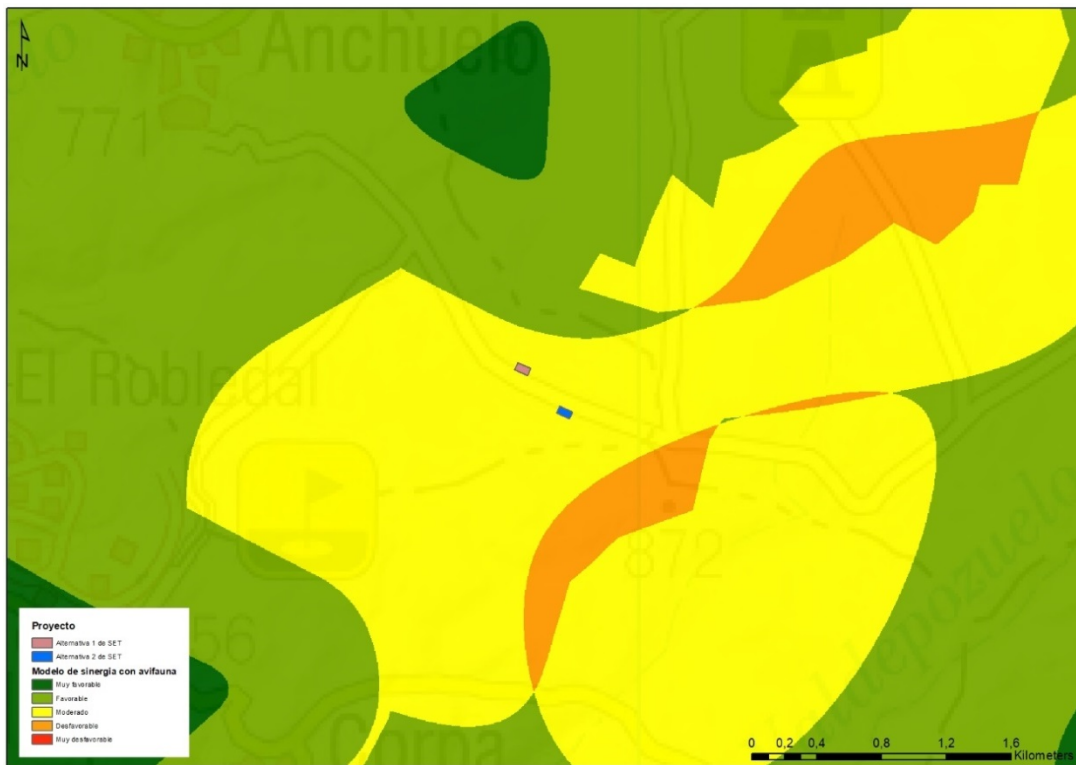 Anchuelo
771
El Robledal
872
56
Corpa
ldepozuelo
Z
Proyecto
Alternativa 1 de SET
Alternativa 2 de SET
Modelo de sinergia con avifauna
Muy favorable
Favorable
Moderado
Desfavorable
Muy desfavorable
0 0,2 0,4 0,8 1,2 1,6
Kilometers